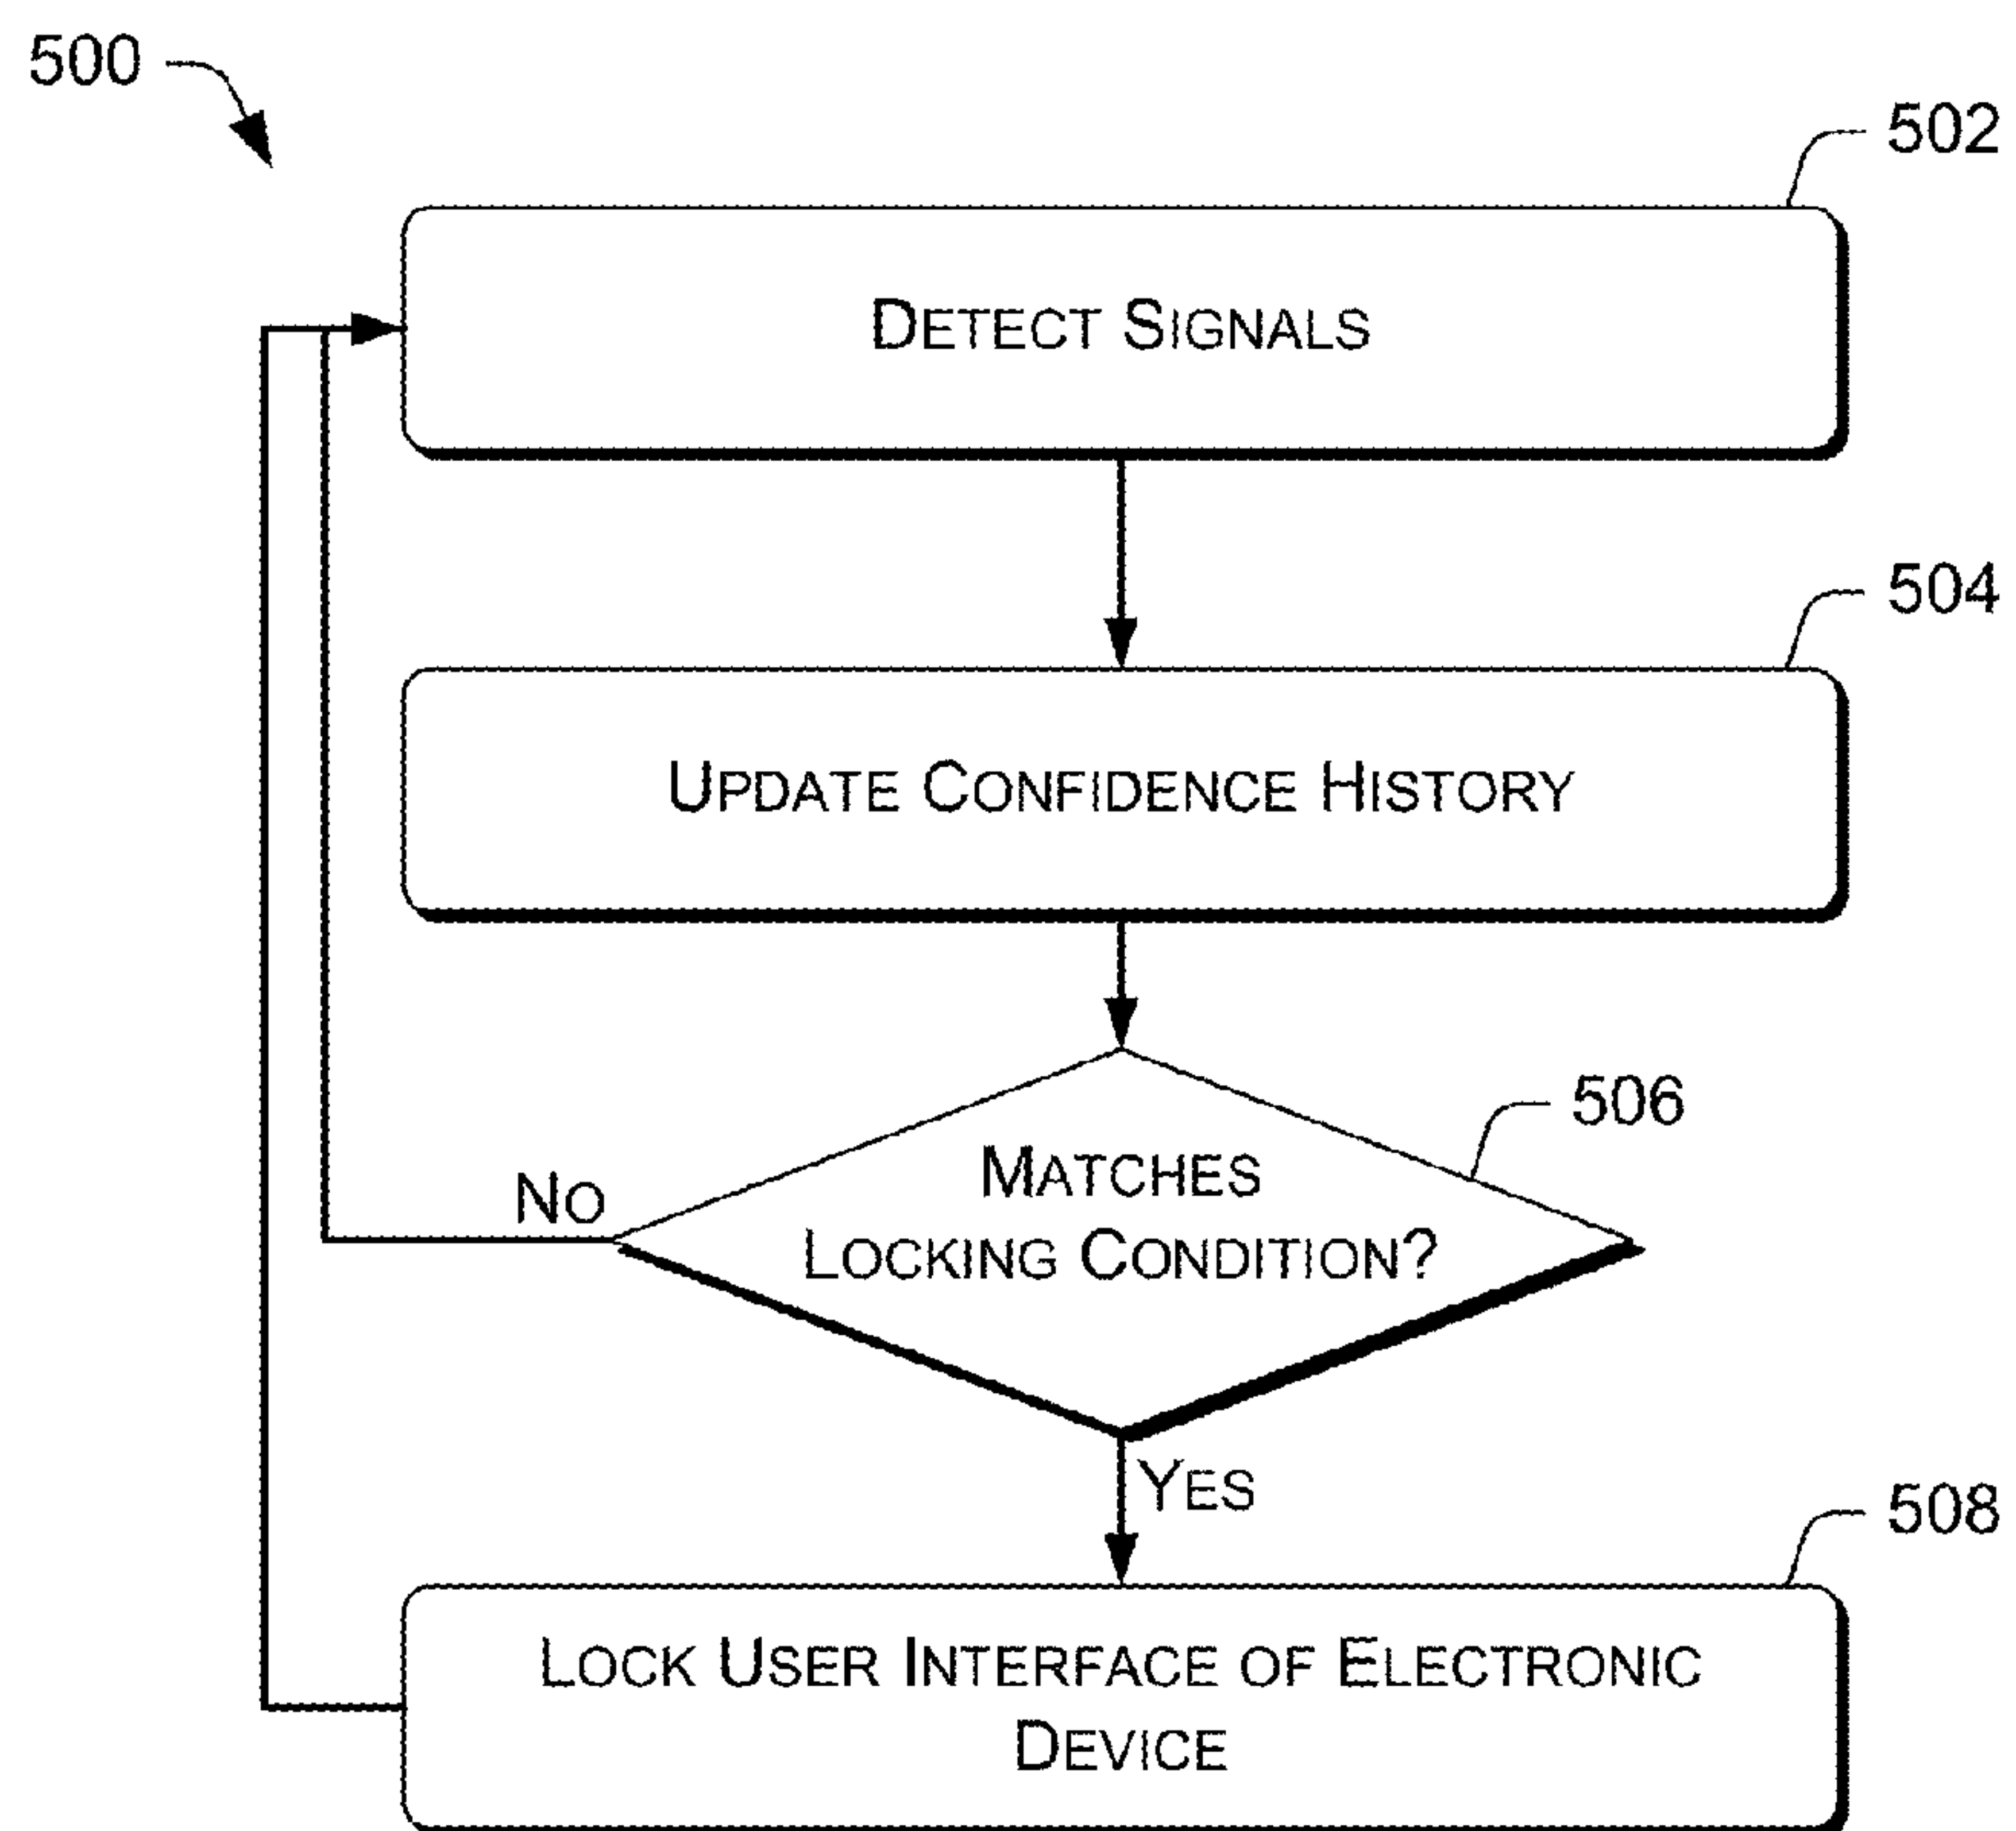 500
502
DETECT SIGNALS
504
UPDATE CONFIDENCE HISTORY
506
MATCHES
LOCKING CONDITION?
NO
YES
508
LOCK USER INTERFACE OF ELECTRONIC
DEVICE